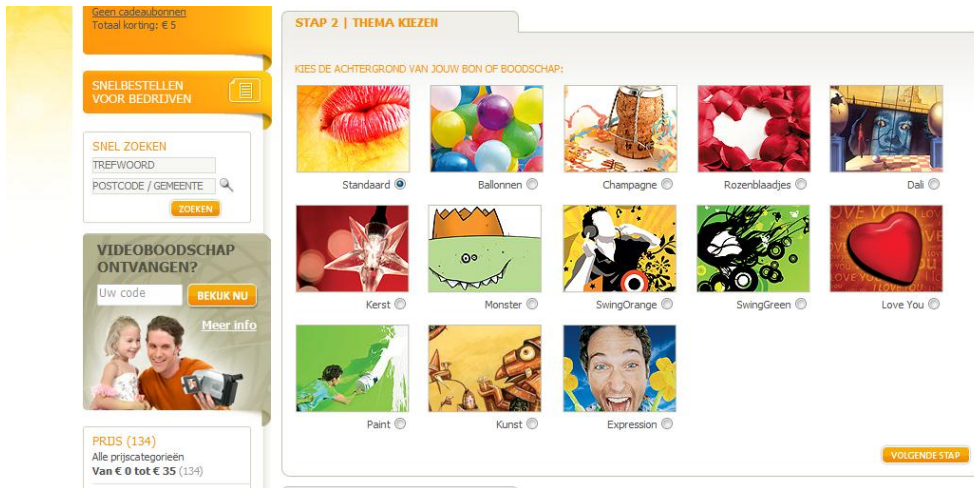 Geen cadeaubonnen
Totaal korting: € 5
SNELBESTELLEN
VOOR BEDRIJVEN
SNEL ZOEKEN
TREFWOORD
POSTCODE / GEMEENTE
ZOEKEN
VIDEOBOODSCHAP
ONTVANGEN?
Uw code
BEKIJK NU
Meer info
PRIJS (134)
Alle prijscategorieën
Van € 0 tot € 35 (134)
STAP 2 | THEMA KIEZEN
KIES DE ACHTERGROND VAN JOUW BON OF BOODSCHAP:
Standaard
Ballonnen
Champagne
Rozenblaadjes
Dali
Kerst
Monster
SwingOrange
SwingGreen
Love You
Paint
Kunst
Expression
VOLGENDE STAP